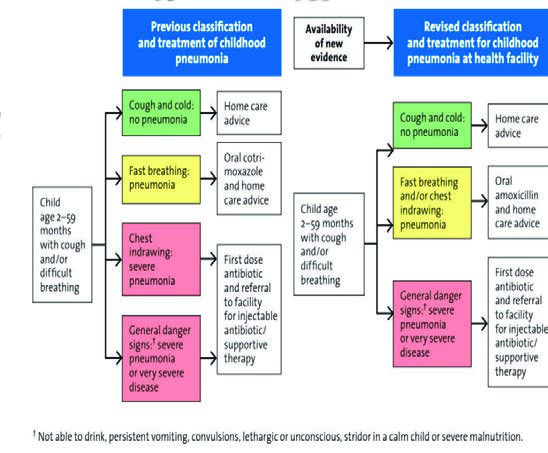 Previous classification
and treatment of childhood
pneumonia
Availability
of new
evidence
Revised classification
and treatment for childhood
pneumonia at health facility
Child
age 2–59
months
with cough
and/or
difficult
breathing
Cough and cold:
no pneumonia
Home care
advice
Fast breathing:
pneumonia
Oral cotri-
moxazole
and home
care advice
Chest
indrawing:
severe
pneumonia
General danger
signs:† severe
pneumonia
or very severe
disease
First dose
antibiotic
and referral
to facility
for injectable
antibiotic/
supportive
therapy
Child age
2–59 months
with cough
and/or
difficult
breathing
Cough and cold:
no pneumonia
Home care
advice
Fast breathing
and/or chest
indrawing:
pneumonia
Oral
amoxicillin
and home
care advice
General danger
signs:† severe
pneumonia
or very severe
disease
First dose
antibiotic
and referral
to facility
for injectable
antibiotic/
supportive
therapy
† Not able to drink, persistent vomiting, convulsions, lethargic or unconscious, stridor in a calm child or severe malnutrition.